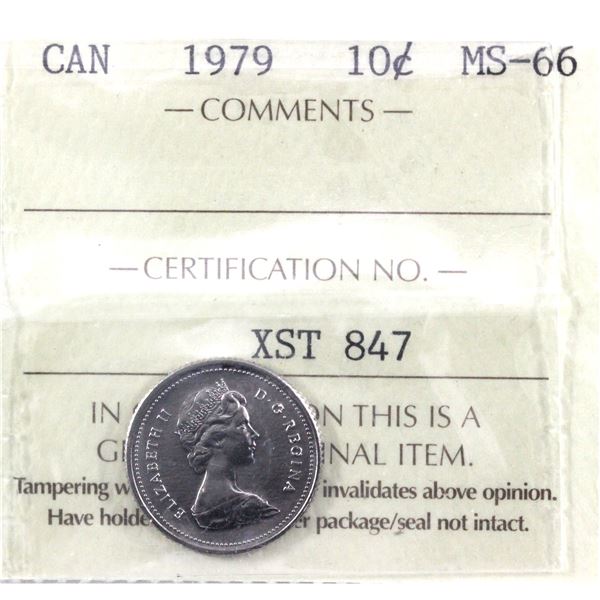 CAN 1979 10¢ MS-66
— COMMENTS —
— CERTIFICATION NO. —
XST 847
IN ON THIS IS A
G NAL ITEM.
Tampering w invalidates above opinion.
Have holde er package/seal not intact.
ELIZABETH II D·G·REGINA